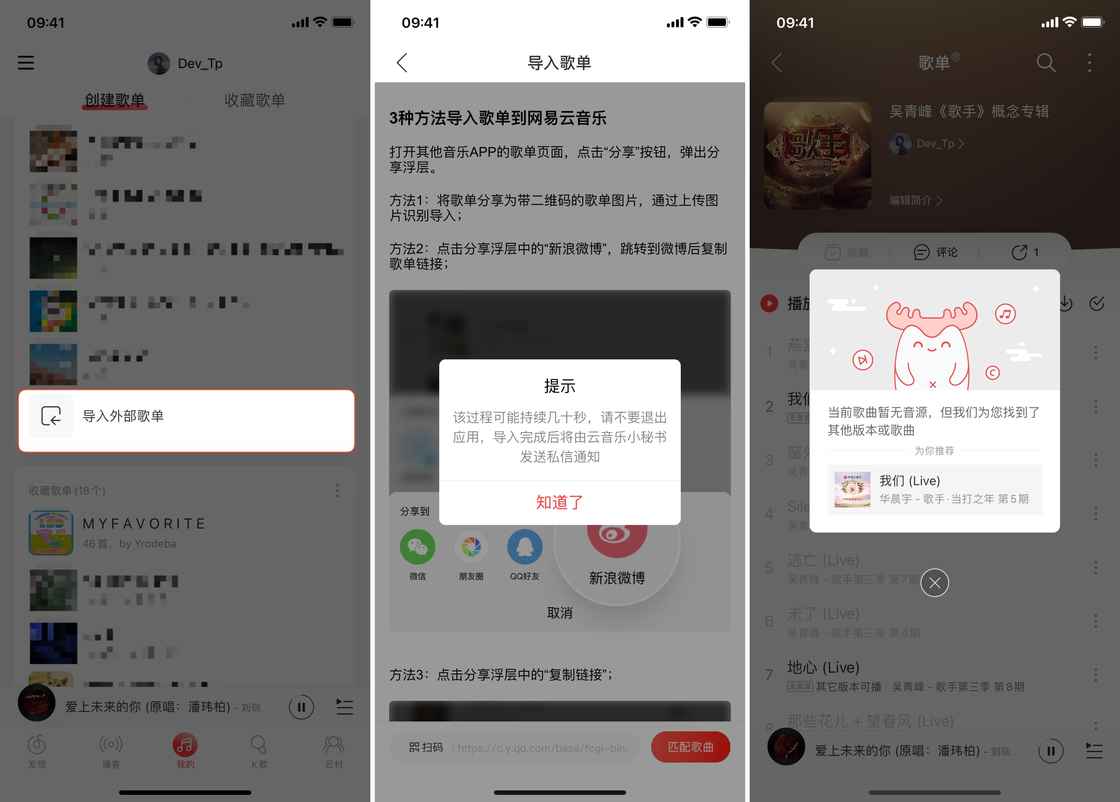 09:41
Dev_Tp
创建歌单
收藏歌单
导入外部歌单
收藏歌单(18个)
MYFAVORITE
46首，by Yrodeba
爱上未来的你 (原唱：潘玮柏) - 刘锐
发现
播客
我的
K歌
云村
09:41
导入歌单
3种方法导入歌单到网易云音乐
打开其他音乐APP的歌单页面，点击“分享”按钮，弹出分
享浮层。
方法1：将歌单分享为带二维码的歌单图片，通过上传图
片识别导入；
方法2：点击分享浮层中的“新浪微博”，跳转到微博后复制
歌单链接；
提示
该过程可能持续几十秒，请不要退出
应用，导入完成后将由云音乐小秘书
发送私信通知
知道了
分享到
微信
朋友圈
QQ好友
新浪微博
取消
方法3：点击分享浮层中的“复制链接”；
扫码
https://c.y.qq.com/base/fcgi-bin
匹配歌曲
09:41
歌单
吴青峰《歌手》概念专辑
歌手
Dev_Tp
编辑简介
收藏
评论
1
播放
1
2
我们
3
4
当前歌曲暂无音源，但我们为您找到了
其他版本或歌曲
为你推荐
我们 (Live)
华晨宇 - 歌手·当打之年 第5期
5
逃亡 (Live)
吴青峰 - 歌手第三季 第7期
6
未了 (Live)
吴青峰 - 歌手第三季 第4期
7
地心 (Live)
无音源 其它版本可播 吴青峰 - 歌手第三季 第8期
8
那些花儿 + 望春风 (Live)
爱上未来的你 (原唱：潘玮柏) - 刘锐